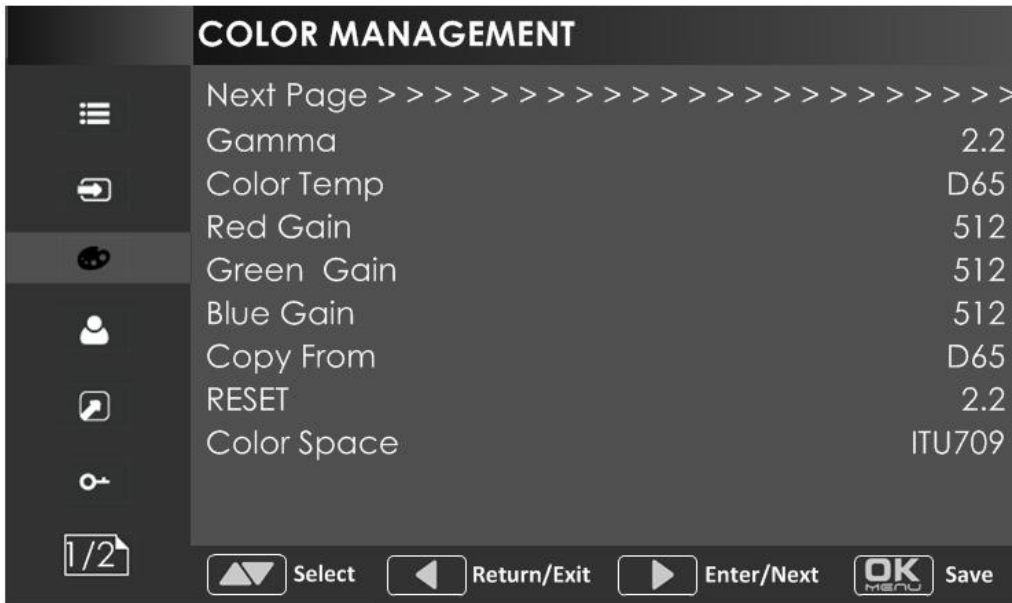 COLOR MANAGEMENT
Next Page > > > > > > > > > > > > > > > > > > > > > > >
Gamma 2.2
Color Temp D65
Red Gain 512
Green Gain 512
Blue Gain 512
Copy From D65
RESET 2.2
Color Space ITU709
1/2
Select Return/Exit Enter/Next OK MENU Save